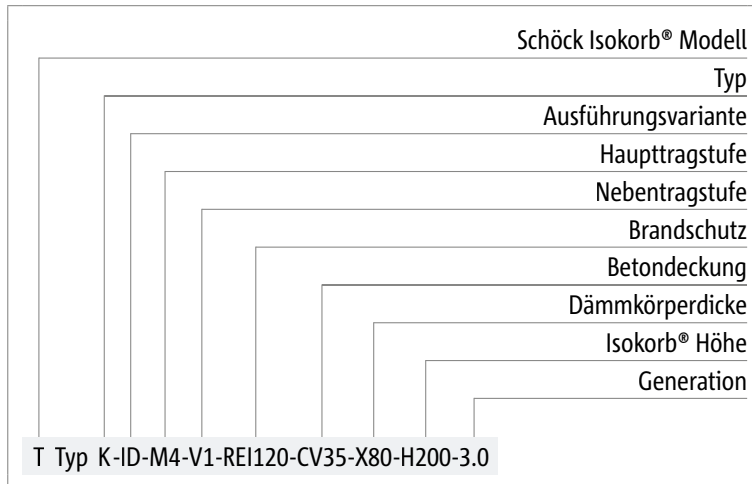 Schöck Isokorb® Modell
Typ
Ausführungsvariante
Haupttragstufe
Nebentragstufe
Brandschutz
Betondeckung
Dämmkörperdicke
Isokorb® Höhe
Generation
T Typ K-ID-M4-V1-REI120-CV35-X80-H200-3.0